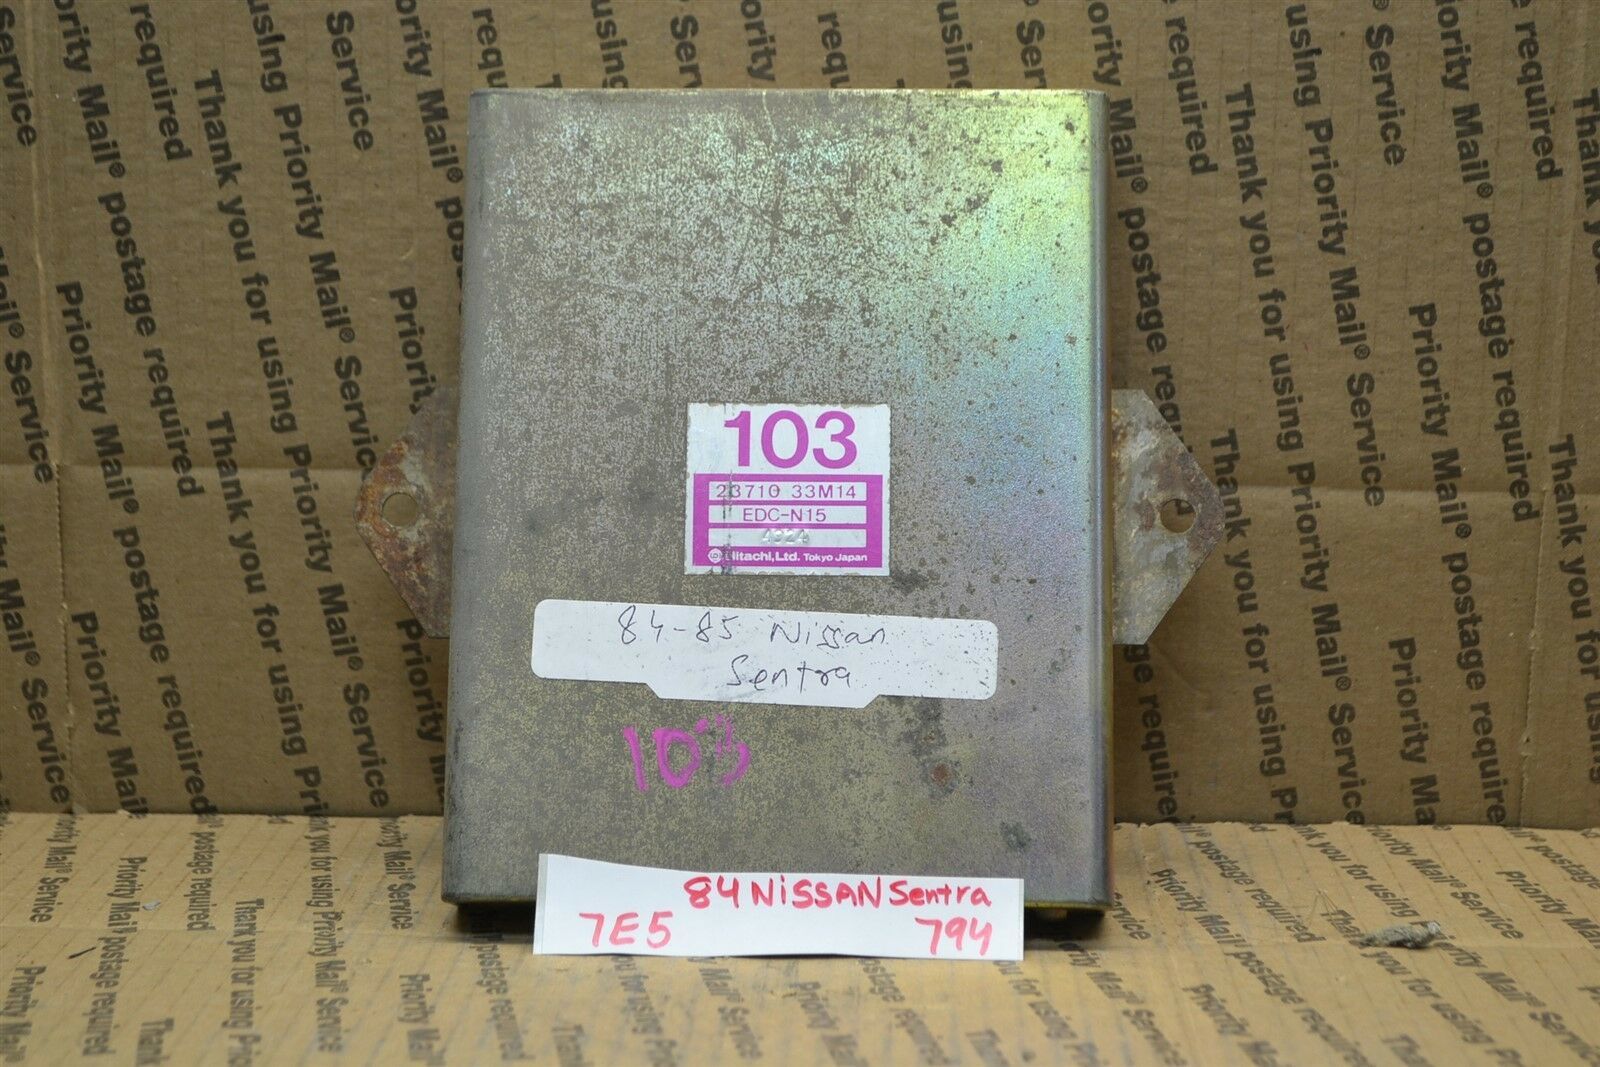 103
23710 33M14
EDC-N15
4324
Hitachi,Ltd. Tokyo Japan
84-85 Nissan
Sentra
103
84 NISSAN Sentra
7E5 794
Thank you for using Priority Mail® Service
Priority Mail® postage required